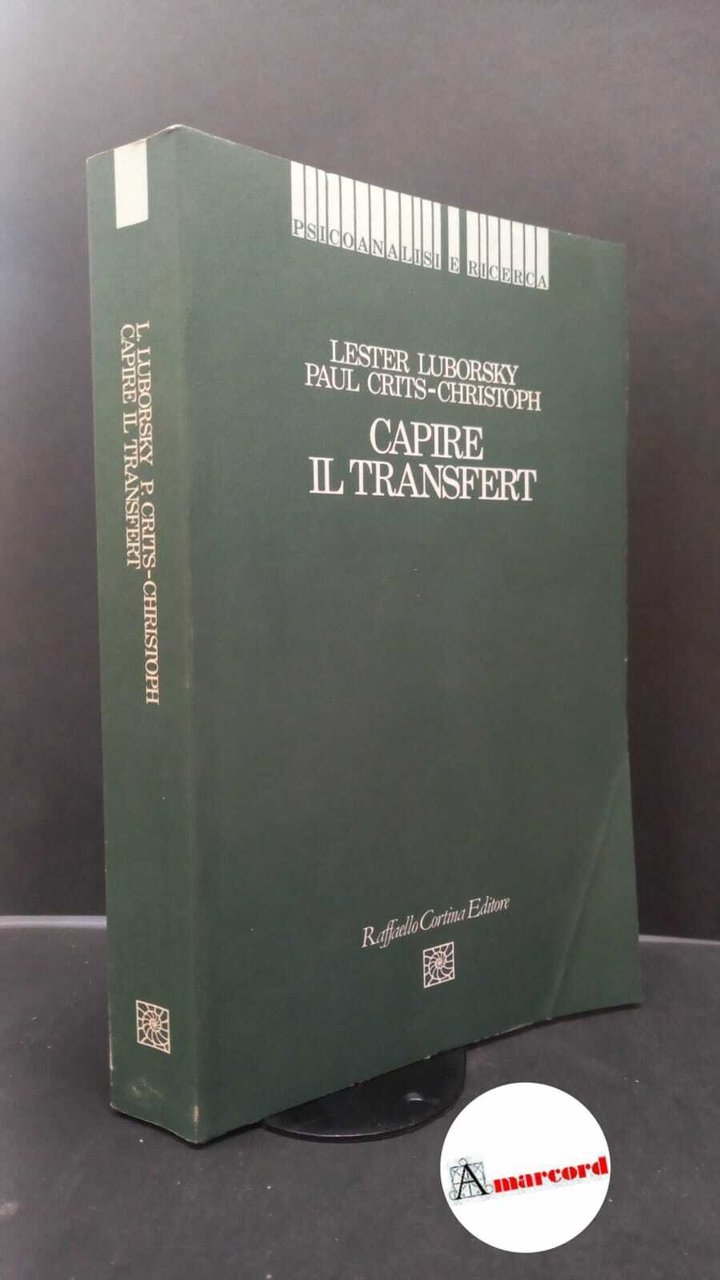 PSICOANALISI E RICERCA
LESTER LUBORSKY
PAUL CRITS-CHRISTOPH
CAPIRE
IL TRANSFERT
Raffaello Cortina Editore
L. LUBORSKY P. CRITS-CHRISTOPH
CAPIRE IL TRANSFERT
Amarcord